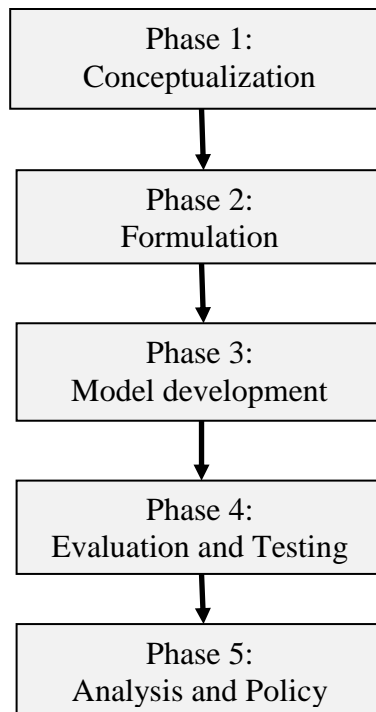 Phase 1:
Conceptualization
Phase 2:
Formulation
Phase 3:
Model development
Phase 4:
Evaluation and Testing
Phase 5:
Analysis and Policy